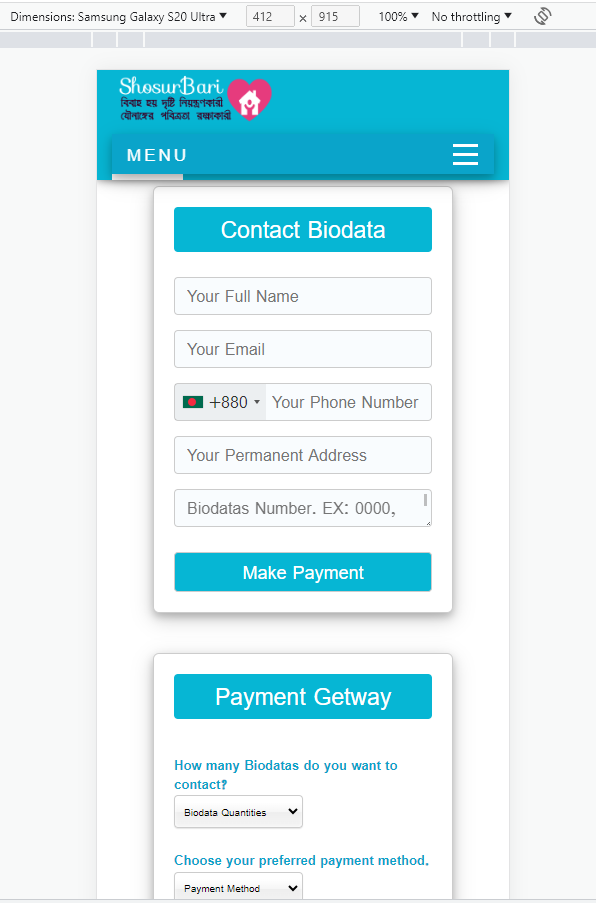 Dimensions: Samsung Galaxy S20 Ultra ▼ 412 × 915 100% ▼ No throttling ▼
ShosurBari
বিবাহ হয় দৃষ্টি নিয়ন্ত্রণকারী
যৌনাঙ্গের পবিত্রতা রক্ষাকারী
MENU
Contact Biodata
Your Full Name
Your Email
+880 Your Phone Number
Your Permanent Address
Biodatas Number. EX: 0000,
Make Payment
Payment Getway
How many Biodatas do you want to
contact?
Biodata Quantities
Choose your preferred payment method.
Payment Method